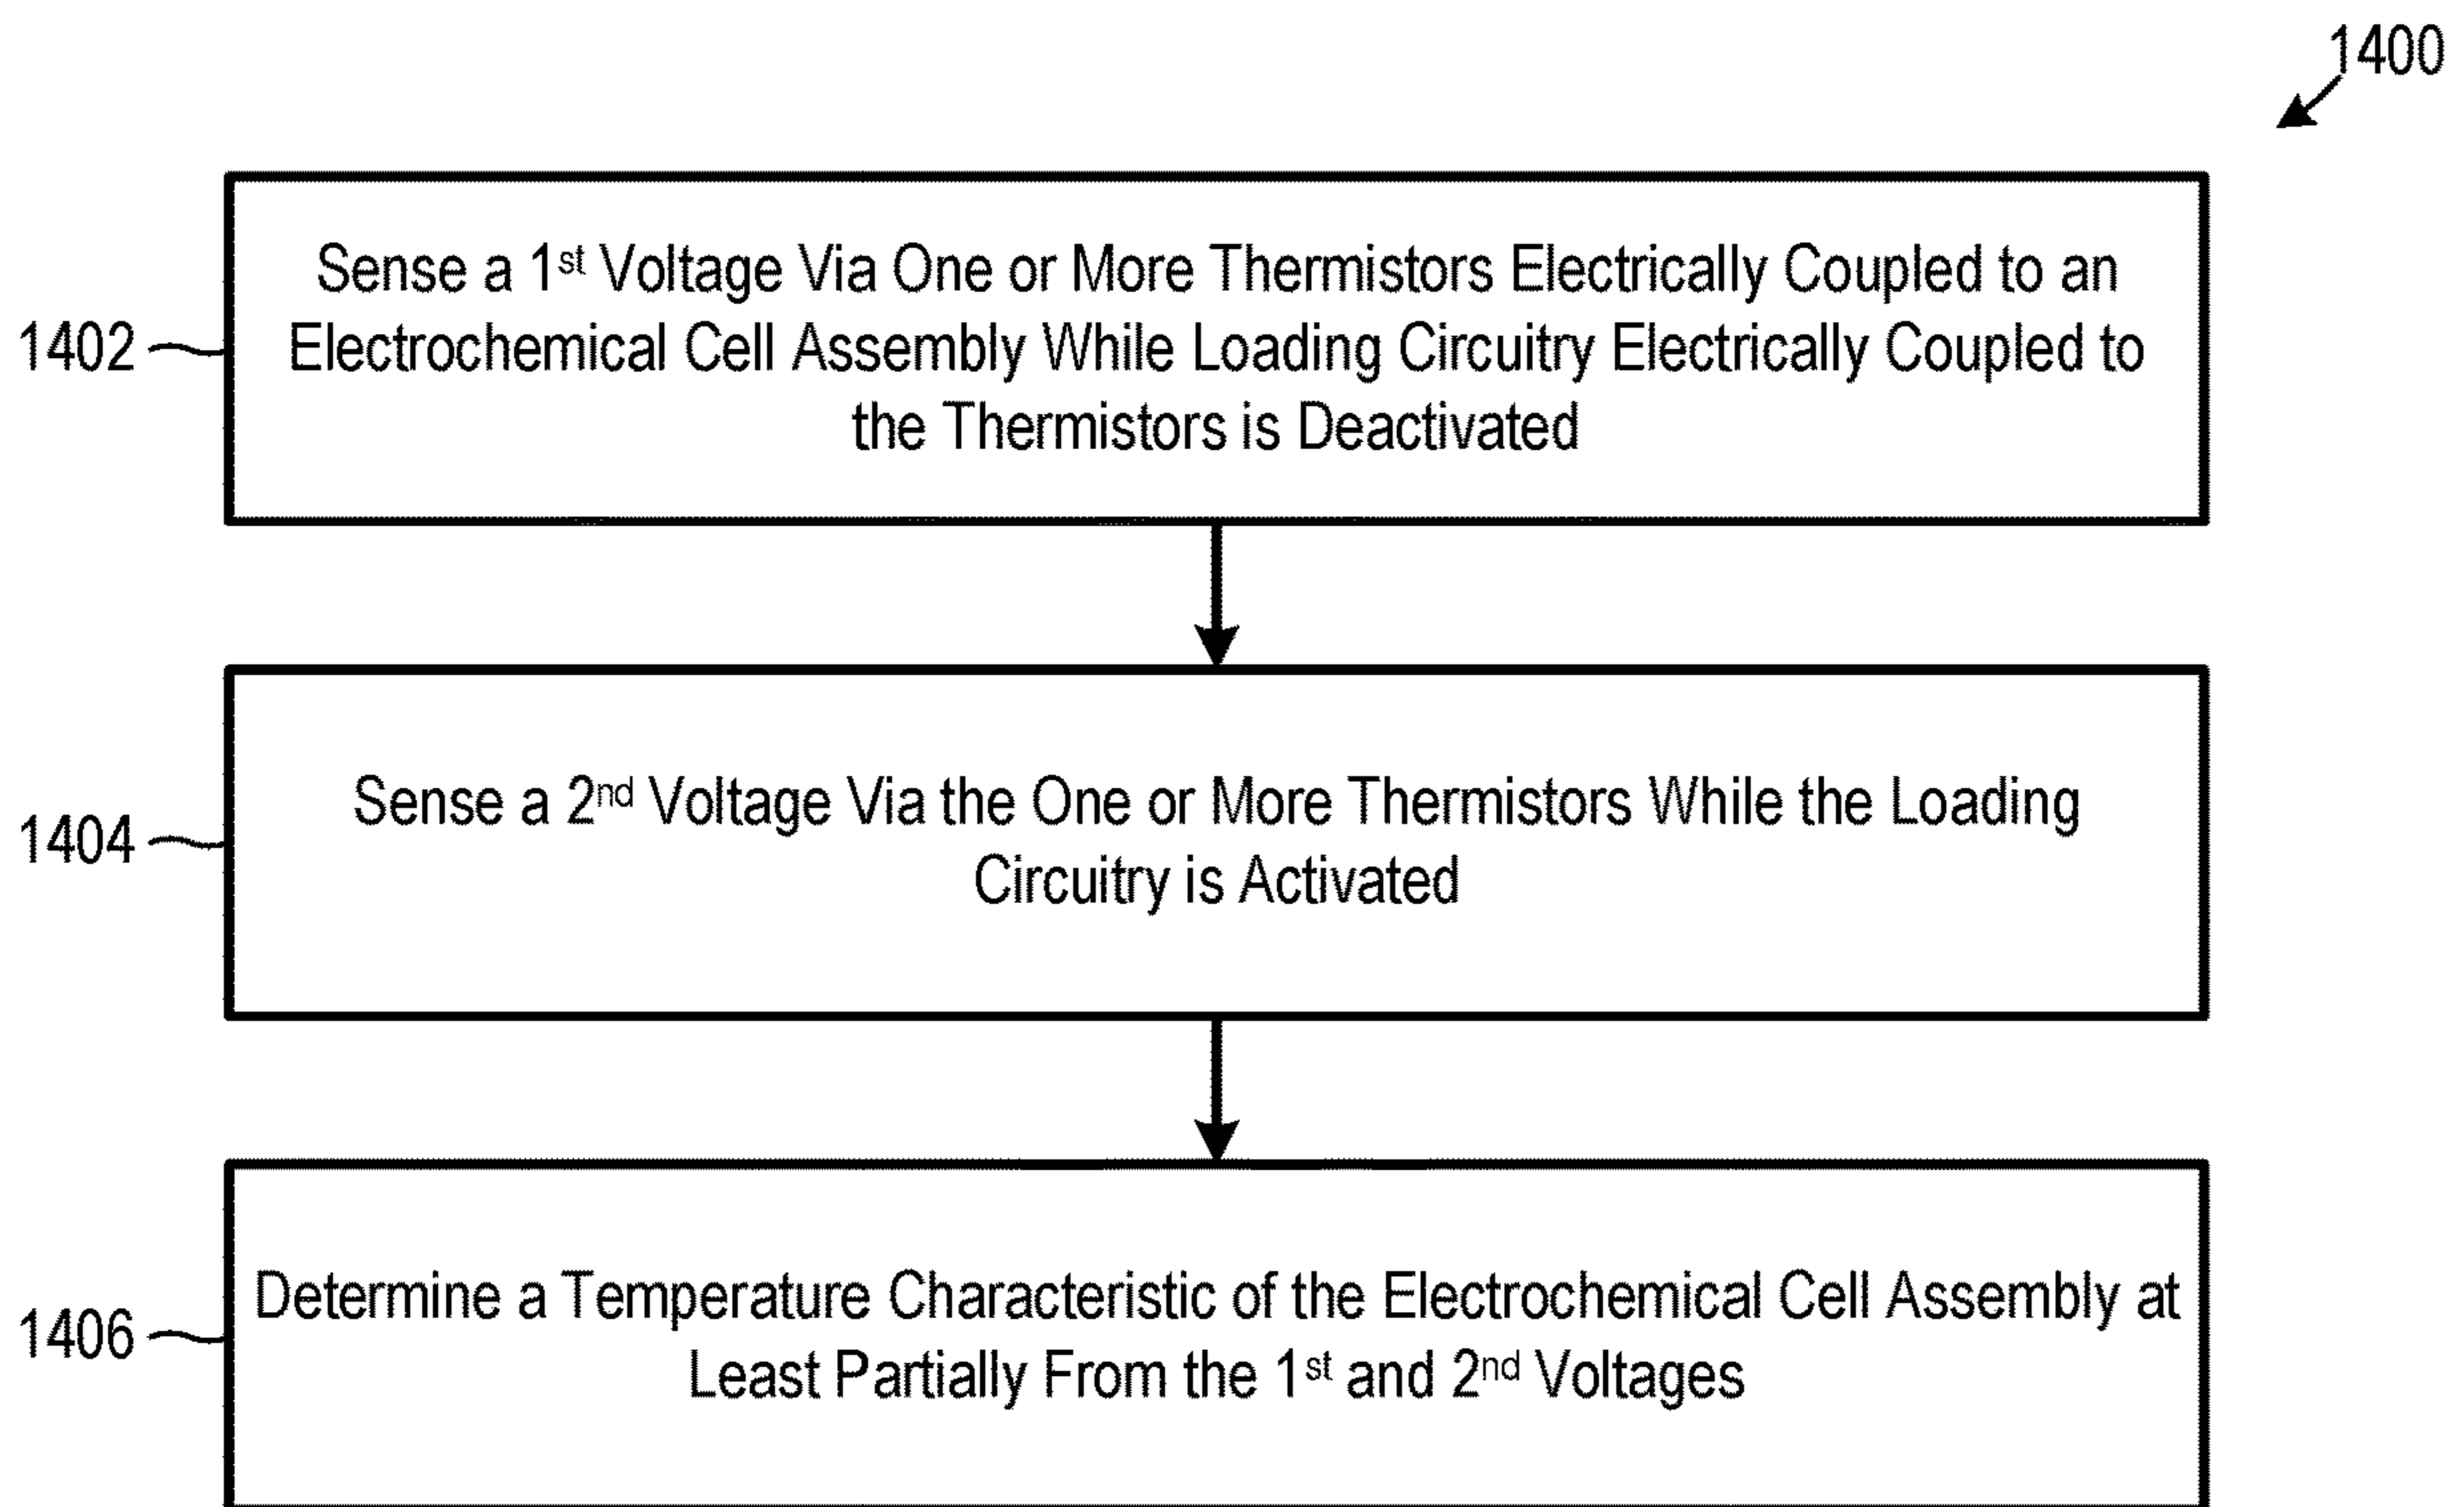 1400
Sense a 1st Voltage Via One or More Thermistors Electrically Coupled to an
Electrochemical Cell Assembly While Loading Circuitry Electrically Coupled to
the Thermistors is Deactivated
1402
Sense a 2nd Voltage Via the One or More Thermistors While the Loading
Circuitry is Activated
1404
Determine a Temperature Characteristic of the Electrochemical Cell Assembly at
Least Partially From the 1st and 2nd Voltages
1406